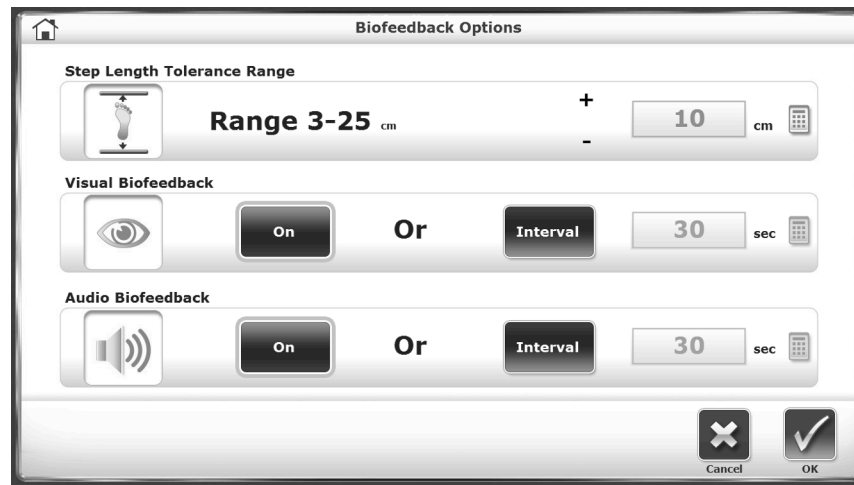 Biofeedback Options
Step Length Tolerance Range
Range 3-25 cm
+
-
10 cm
Visual Biofeedback
On Or Interval 30 sec
Audio Biofeedback
On Or Interval 30 sec
Cancel OK